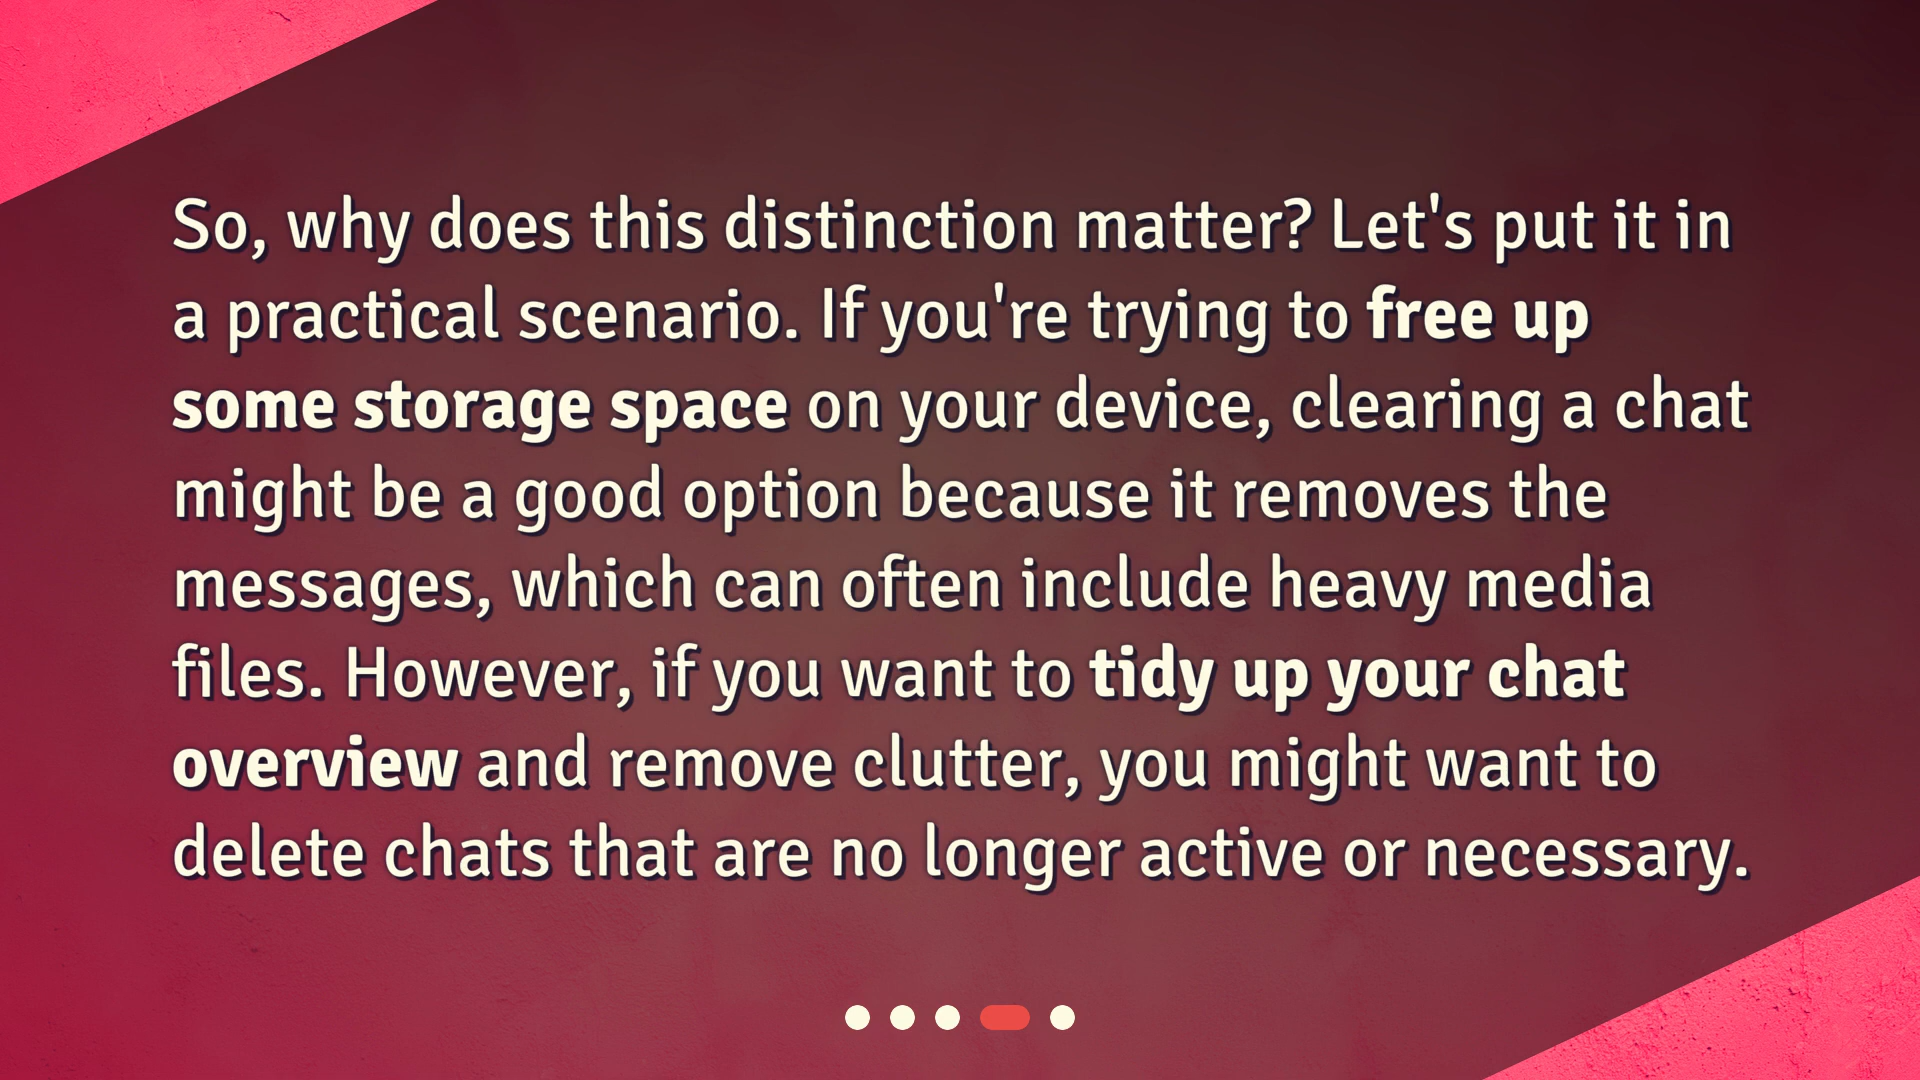 So, why does this distinction matter? Let's put it in
a practical scenario. If you're trying to free up
some storage space on your device, clearing a chat
might be a good option because it removes the
messages, which can often include heavy media
files. However, if you want to tidy up your chat
overview and remove clutter, you might want to
delete chats that are no longer active or necessary.